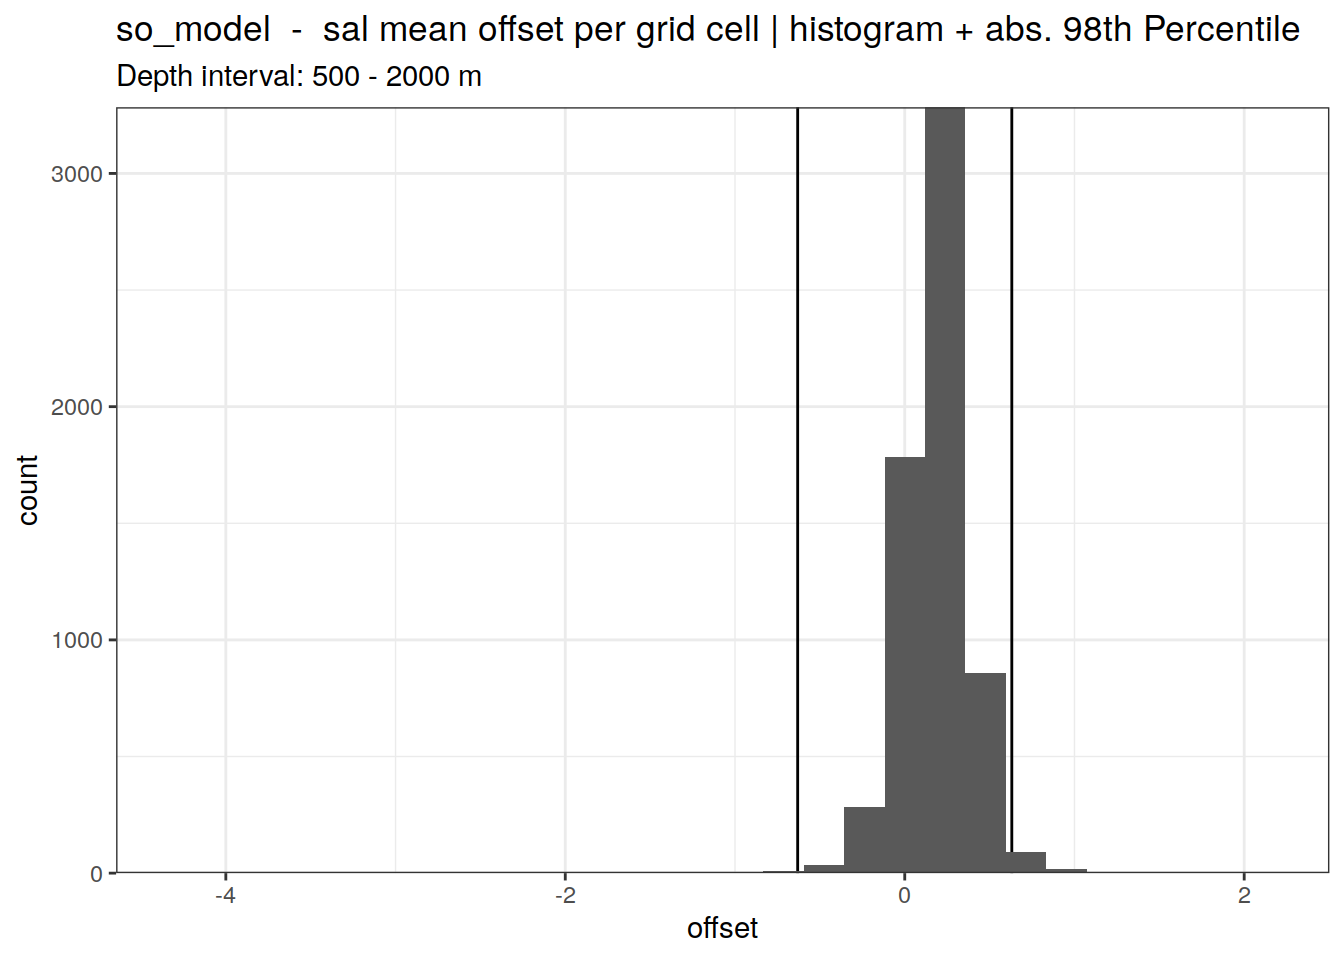 so_model  -  sal mean offset per grid cell | histogram + abs. 98th Percentile
Depth interval: 500 - 2000 m
3000
2000
1000
0
count
-4
-2
0
2
offset